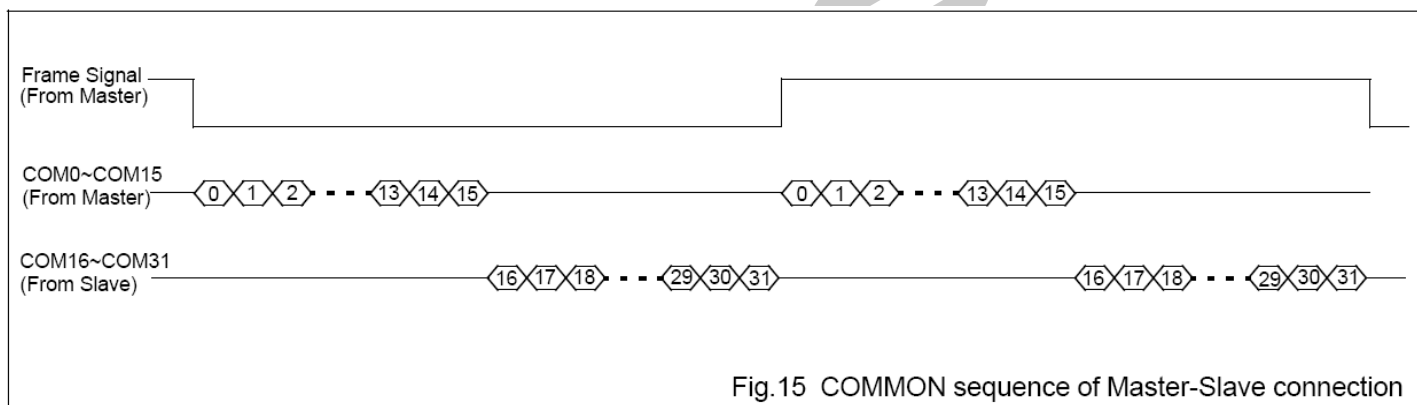 Frame Signal
(From Master)
COM0~COM15
(From Master)
0 1 2 13 14 15 0 1 2 13 14 15
COM16~COM31
(From Slave)
16 17 18 29 30 31 16 17 18 29 30 31
Fig.15 COMMON sequence of Master-Slave connection